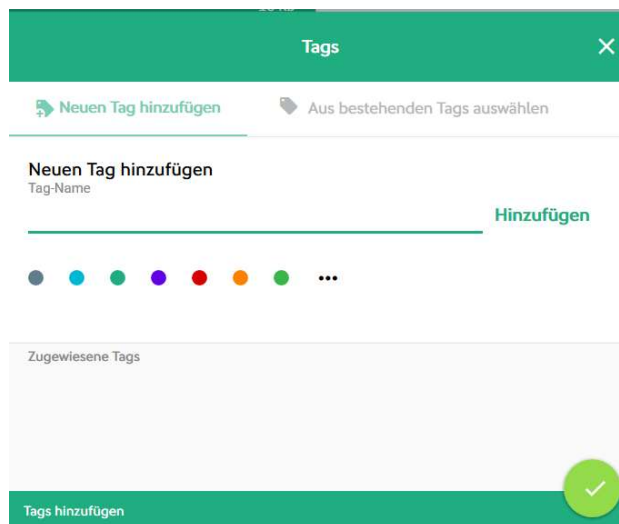 Tags
Neuen Tag hinzufügen
Aus bestehenden Tags auswählen
Neuen Tag hinzufügen
Tag-Name
Hinzufügen
Zugewiesene Tags
Tags hinzufügen